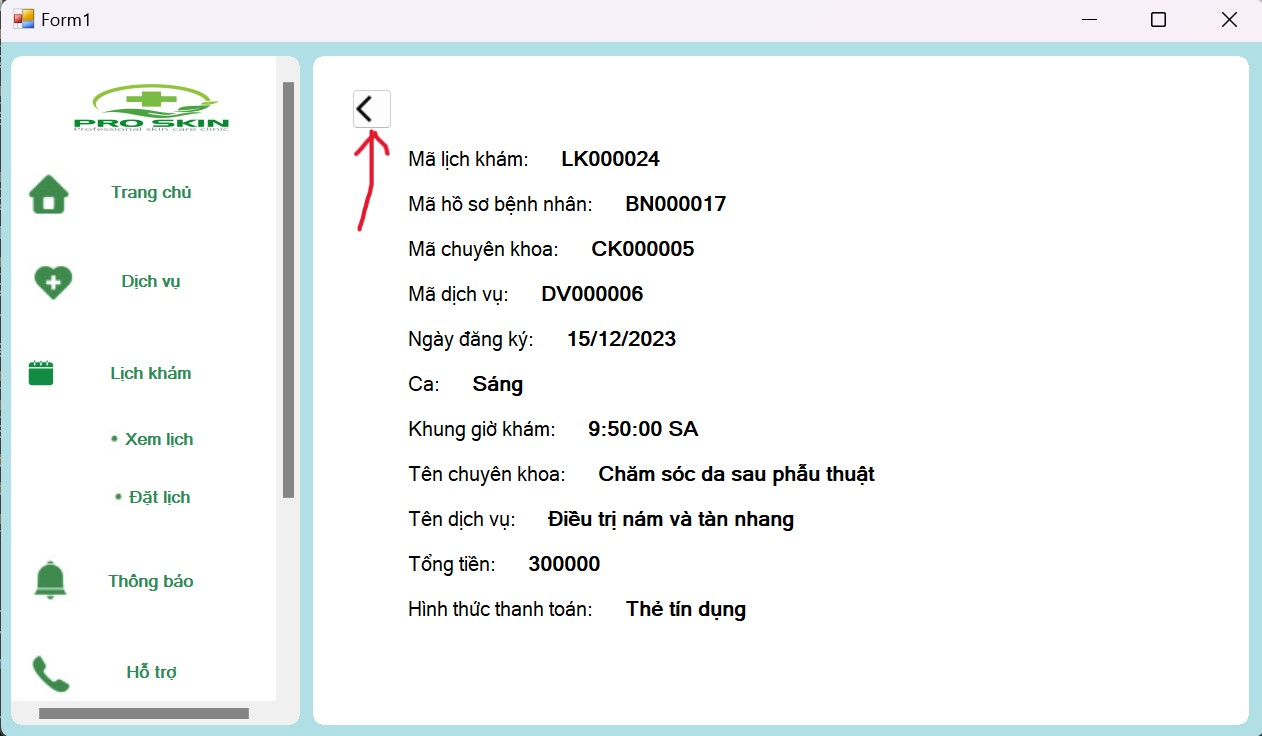 Form1
PRO SKIN
Professional skin care clinic
Trang chủ
Dịch vụ
Lịch khám
• Xem lịch
• Đặt lịch
Thông báo
Hỗ trợ
Mã lịch khám: LK000024
Mã hồ sơ bệnh nhân: BN000017
Mã chuyên khoa: CK000005
Mã dịch vụ: DV000006
Ngày đăng ký: 15/12/2023
Ca: Sáng
Khung giờ khám: 9:50:00 SA
Tên chuyên khoa: Chăm sóc da sau phẫu thuật
Tên dịch vụ: Điều trị nám và tàn nhang
Tổng tiền: 300000
Hình thức thanh toán: Thẻ tín dụng